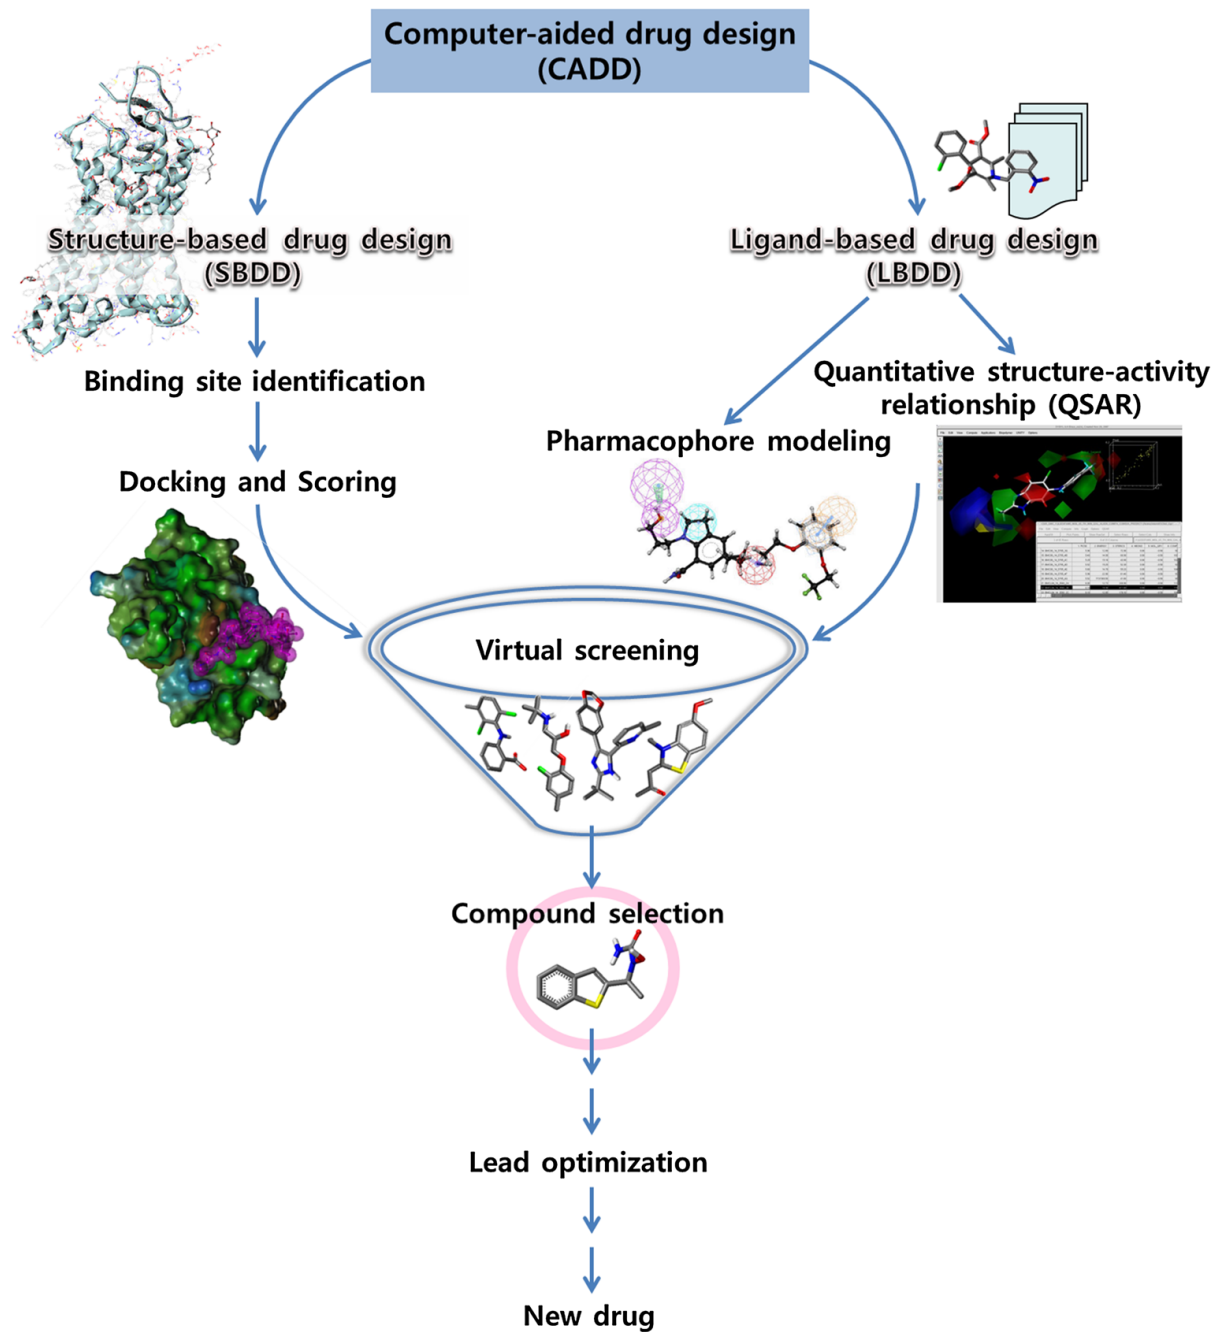 Computer-aided drug design
(CADD)
Structure-based drug design
(SBDD)
Ligand-based drug design
(LBDD)
Binding site identification
Quantitative structure-activity
relationship (QSAR)
Pharmacophore modeling
Docking and Scoring
Virtual screening
Compound selection
Lead optimization
New drug